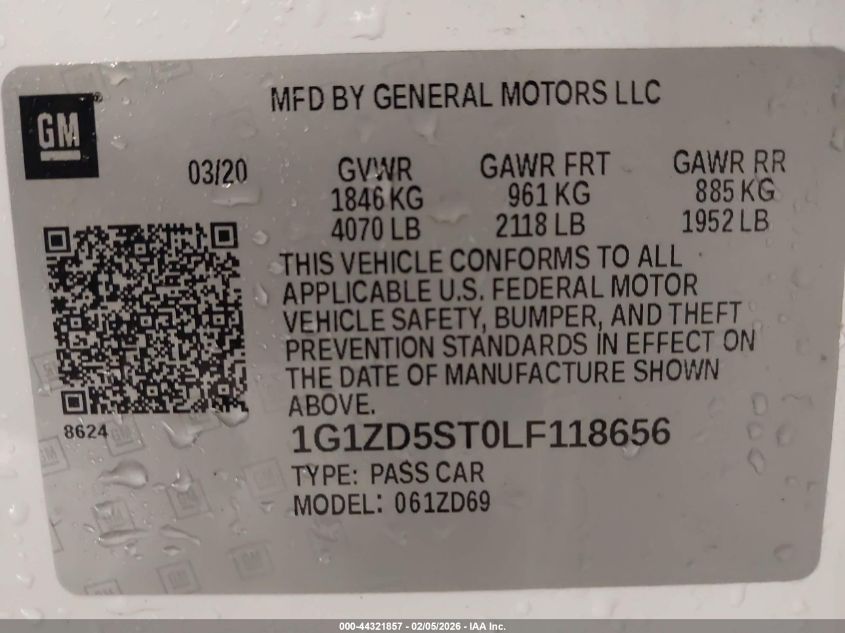 MFD BY GENERAL MOTORS LLC
GM®
03/20
GVWR GAWR FRT GAWR RR
1846 KG 961 KG 885 KG
4070 LB 2118 LB 1952 LB
THIS VEHICLE CONFORMS TO ALL
APPLICABLE U.S. FEDERAL MOTOR
VEHICLE SAFETY, BUMPER, AND THEFT
PREVENTION STANDARDS IN EFFECT ON
THE DATE OF MANUFACTURE SHOWN
ABOVE.
8624
1G1ZD5ST0LF118656
TYPE: PASS CAR
MODEL: 061ZD69
000-44321857 - 02/05/2026 - IAA Inc.